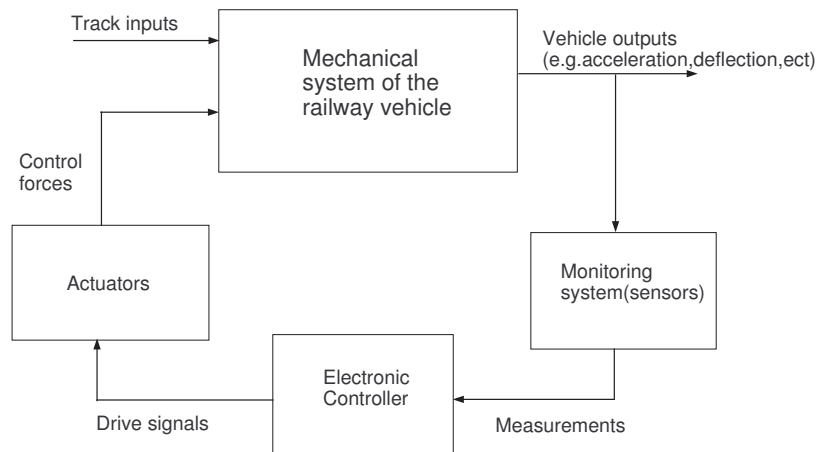 Track inputs
Mechanical
system of the
railway vehicle
Vehicle outputs
(e.g.acceleration,deflection,ect)
Control
forces
Actuators
Monitoring
system(sensors)
Electronic
Controller
Drive signals
Measurements